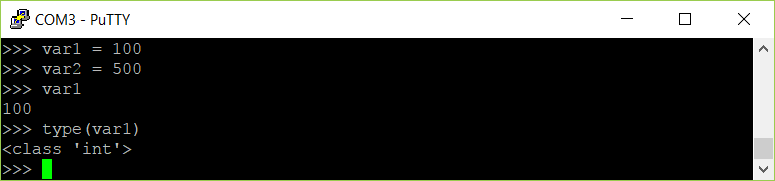 COM3 - PuTTY
>>> var1 = 100
>>> var2 = 500
>>> var1
100
>>> type(var1)
<class 'int'>
>>>